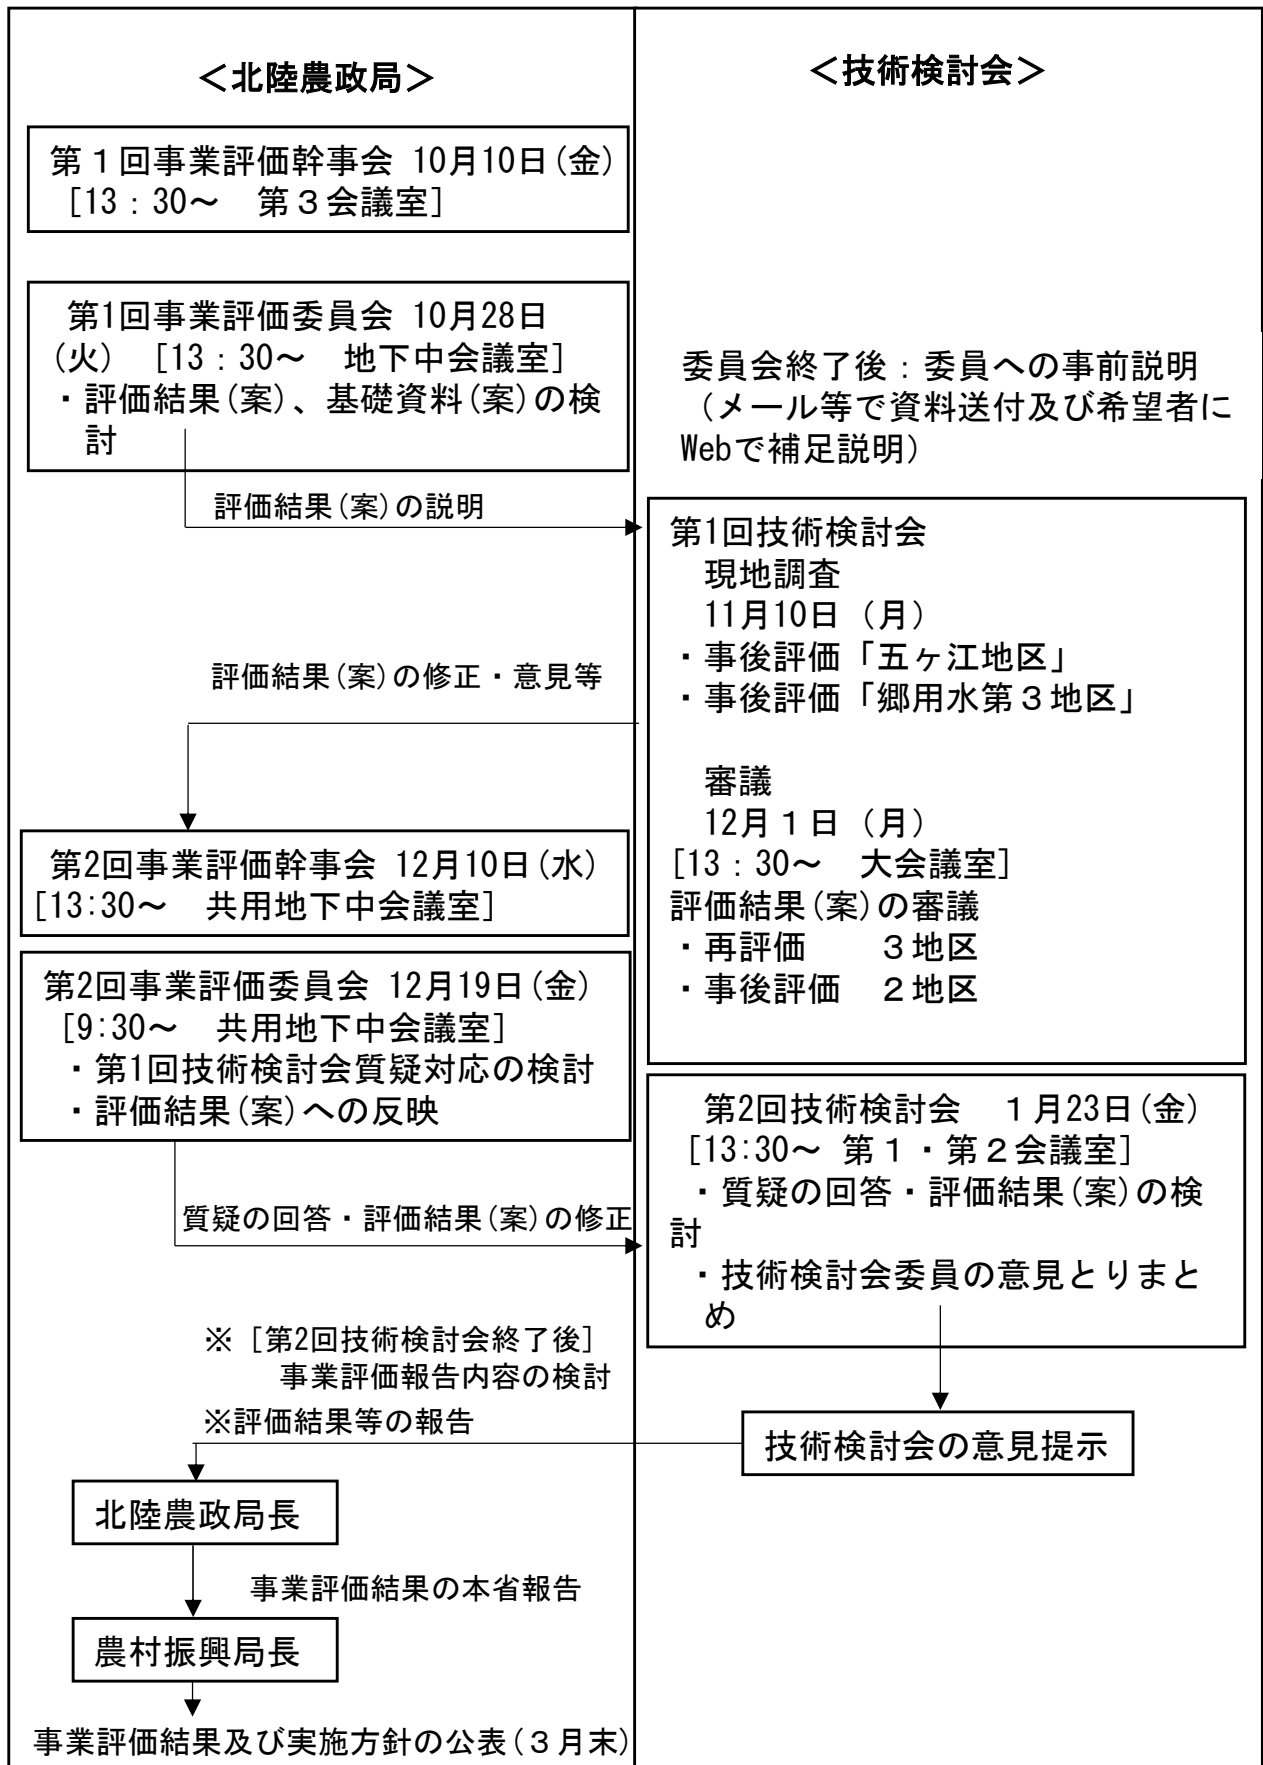 ＜北陸農政局＞
第１回事業評価幹事会 10月10日(金)
[13：30～　第３会議室]
第1回事業評価委員会 10月28日
(火)　[13：30～　地下中会議室]
・評価結果(案)、基礎資料(案)の検
討
評価結果(案)の説明
評価結果(案)の修正・意見等
第2回事業評価幹事会 12月10日(水)
[13:30～　共用地下中会議室]
第2回事業評価委員会 12月19日(金)
[9:30～　共用地下中会議室]
・第1回技術検討会質疑対応の検討
・評価結果(案)への反映
質疑の回答・評価結果(案)の修正
※［第2回技術検討会終了後］
事業評価報告内容の検討
※評価結果等の報告
北陸農政局長
事業評価結果の本省報告
農村振興局長
事業評価結果及び実施方針の公表(３月末)
＜技術検討会＞
委員会終了後：委員への事前説明
（メール等で資料送付及び希望者に
Webで補足説明）
第1回技術検討会
現地調査
11月10日（月）
・事後評価「五ヶ江地区」
・事後評価「郷用水第３地区」
審議
12月１日（月）
[13：30～　大会議室]
評価結果(案)の審議
・再評価　　３地区
・事後評価　２地区
第2回技術検討会　１月23日(金)
[13:30～ 第１・第２会議室]
・質疑の回答・評価結果(案)の検
討
・技術検討会委員の意見とりまと
め
技術検討会の意見提示